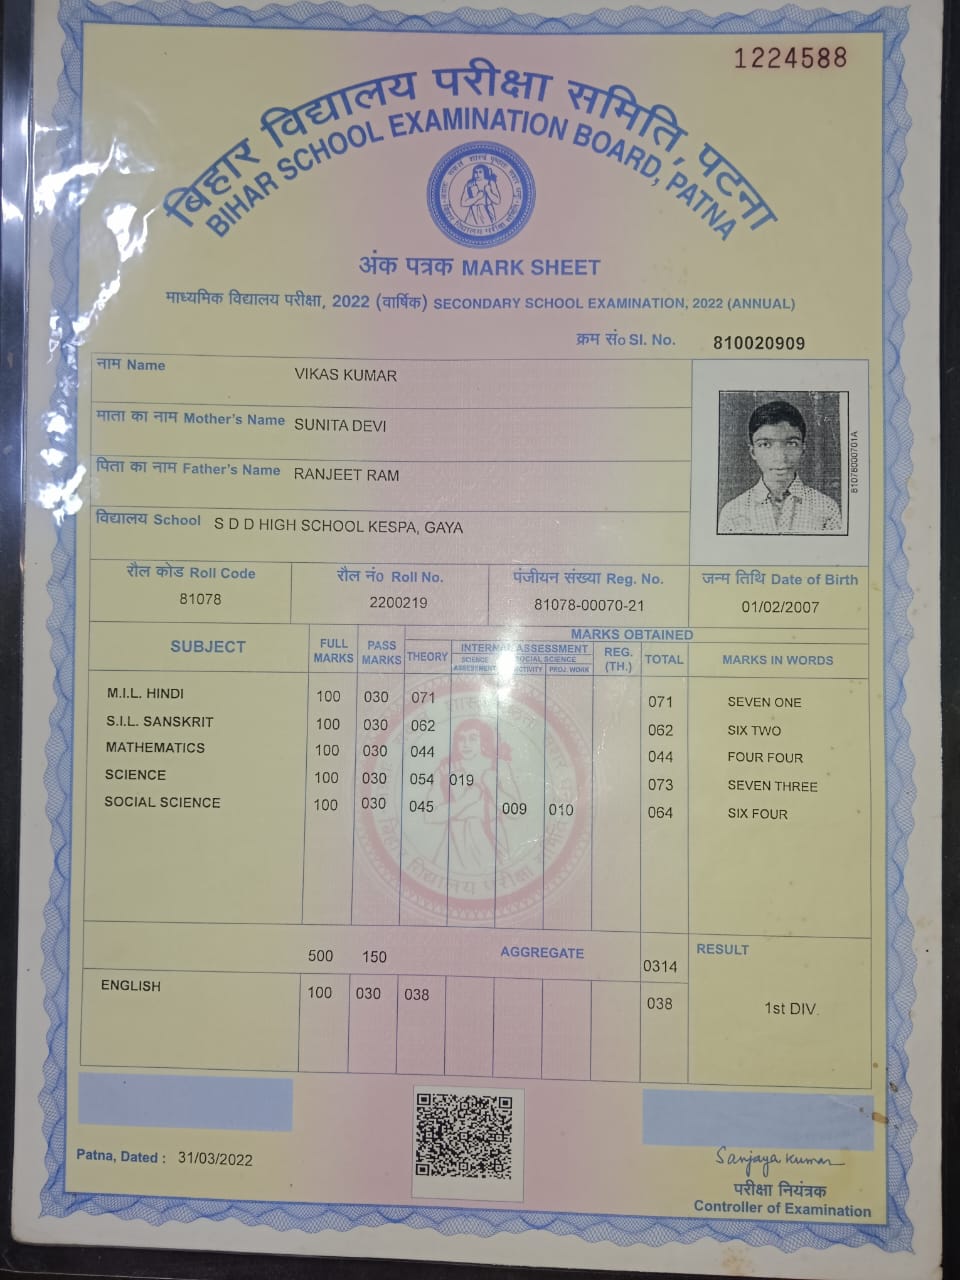 1224588
बिहार विद्यालय परीक्षा समिति, पटना
BIHAR SCHOOL EXAMINATION BOARD, PATNA
अंक पत्रक MARK SHEET
माध्यमिक विद्यालय परीक्षा, 2022 (वार्षिक) SECONDARY SCHOOL EXAMINATION, 2022 (ANNUAL)
क्रम सं० Sl. No. 810020909
नाम Name VIKAS KUMAR
माता का नाम Mother's Name SUNITA DEVI
पिता का नाम Father's Name RANJEET RAM
विद्यालय School S D D HIGH SCHOOL KESPA, GAYA
81078000701A
रौल कोड Roll Code रौल नं० Roll No. पंजीयन संख्या Reg. No. जन्म तिथि Date of Birth
81078 2200219 81078-00070-21 01/02/2007
SUBJECT FULL MARKS PASS MARKS MARKS OBTAINED
THEORY INTERNAL ASSESSMENT REG. (TH.) TOTAL MARKS IN WORDS
SCIENCE ASSESSMENT SOCIAL SCIENCE
PROJ. WORK
M.I.L. HINDI 100 030 071 071 SEVEN ONE
S.I.L. SANSKRIT 100 030 062 062 SIX TWO
MATHEMATICS 100 030 044 044 FOUR FOUR
SCIENCE 100 030 054 019 073 SEVEN THREE
SOCIAL SCIENCE 100 030 045 009 010 064 SIX FOUR
500 150 AGGREGATE 0314 RESULT
ENGLISH 100 030 038 038 1st DIV.
Patna, Dated : 31/03/2022
Sanjaya Kumar
परीक्षा नियंत्रक
Controller of Examination